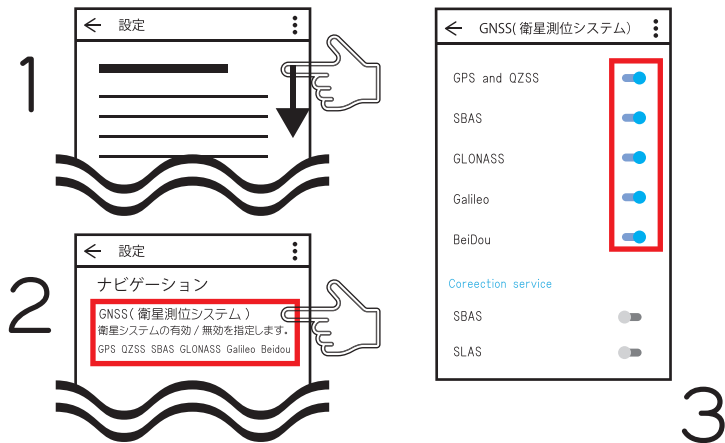 1
設定
2
設定
ナビゲーション
GNSS(衛星測位システム)
衛星システムの有効/無効を指定します.
GPS QZSS SBAS GLONASS Galileo Beidou
3
GNSS(衛星測位システム)
GPS and QZSS
SBAS
GLONASS
Galileo
BeiDou
Coreection service
SBAS
SLAS